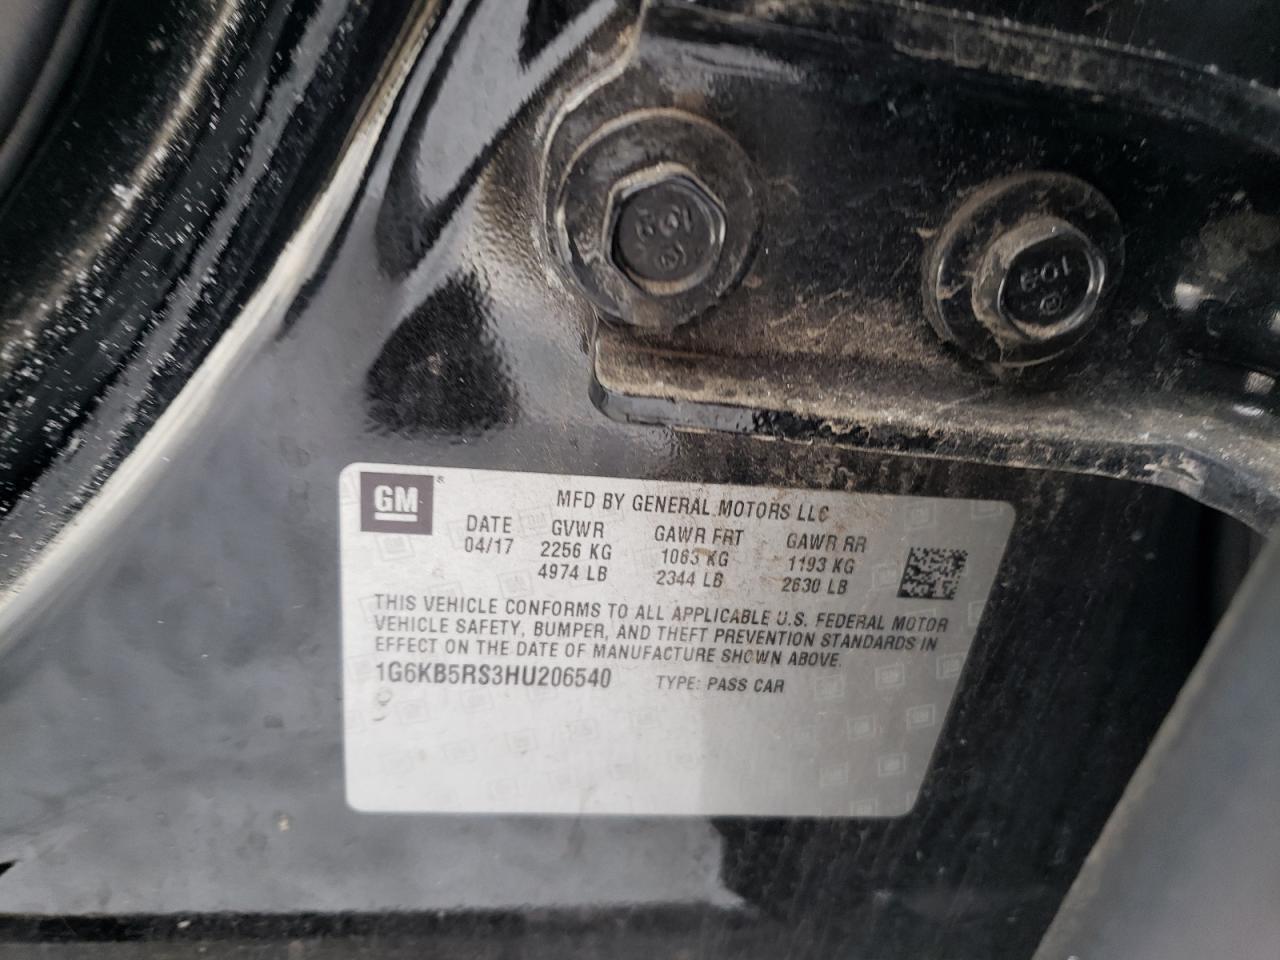 109
109
GM ®
MFD BY GENERAL MOTORS LLC
DATE GVWR GAWR FRT GAWR RR
04/17 2256 KG 1063 KG 1193 KG
4974 LB 2344 LB 2630 LB
THIS VEHICLE CONFORMS TO ALL APPLICABLE U.S. FEDERAL MOTOR
VEHICLE SAFETY, BUMPER, AND THEFT PREVENTION STANDARDS IN
EFFECT ON THE DATE OF MANUFACTURE SHOWN ABOVE.
1G6KB5RS3HU206540 TYPE: PASS CAR